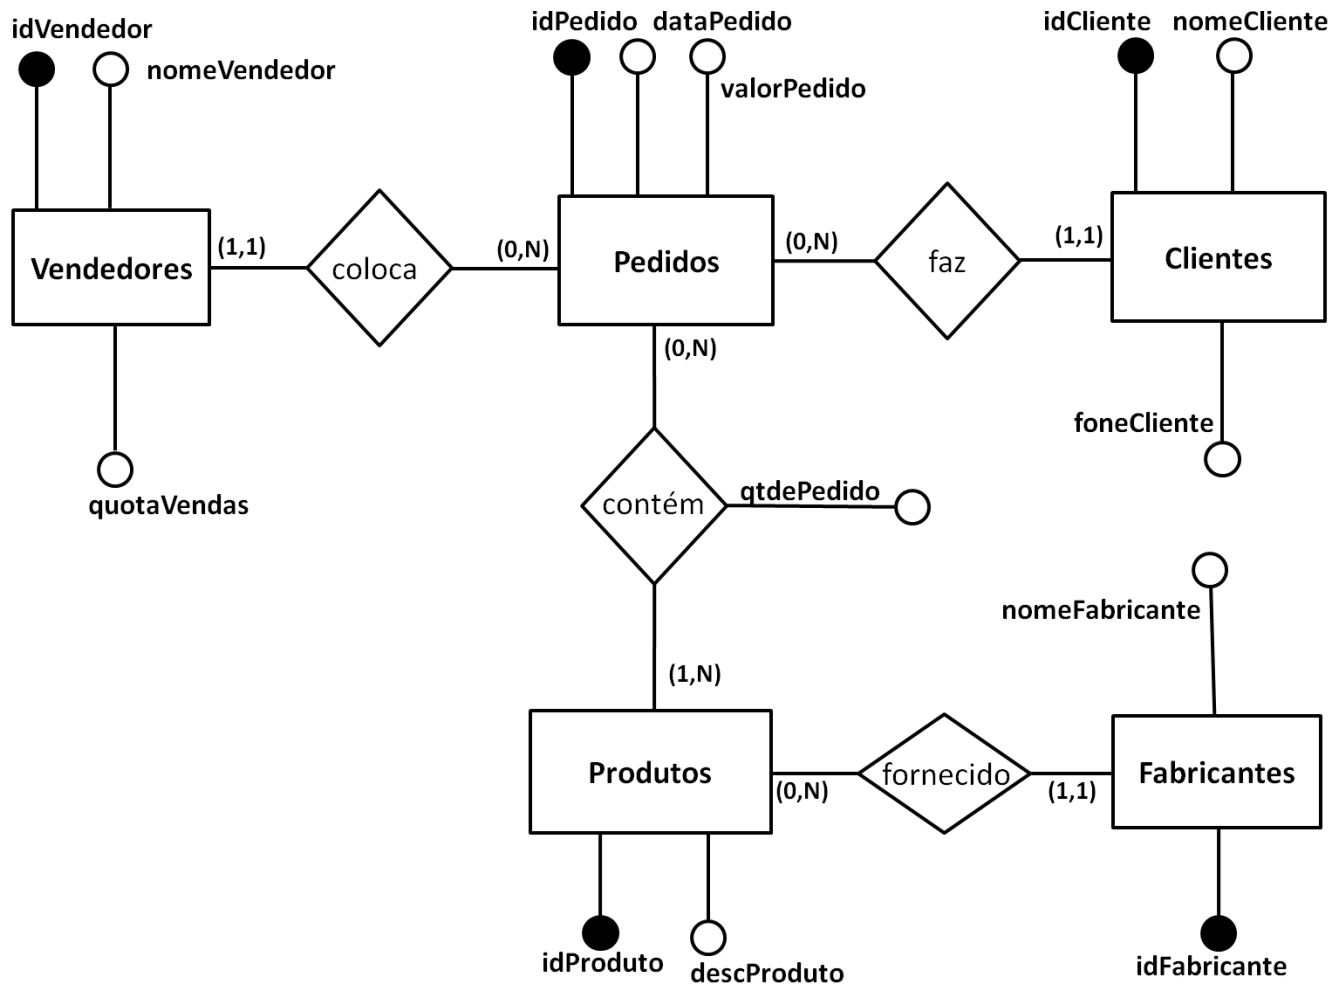 idVendedor
nomeVendedor
idPedido
dataPedido
valorPedido
idCliente
nomeCliente
Vendedores
(1,1)
coloca
(0,N)
Pedidos
(0,N)
faz
(1,1)
Clientes
(0,N)
foneCliente
quotaVendas
contém
qtdePedido
nomeFabricante
(1,N)
Produtos
(0,N)
fornecido
(1,1)
Fabricantes
idProduto
descProduto
idFabricante